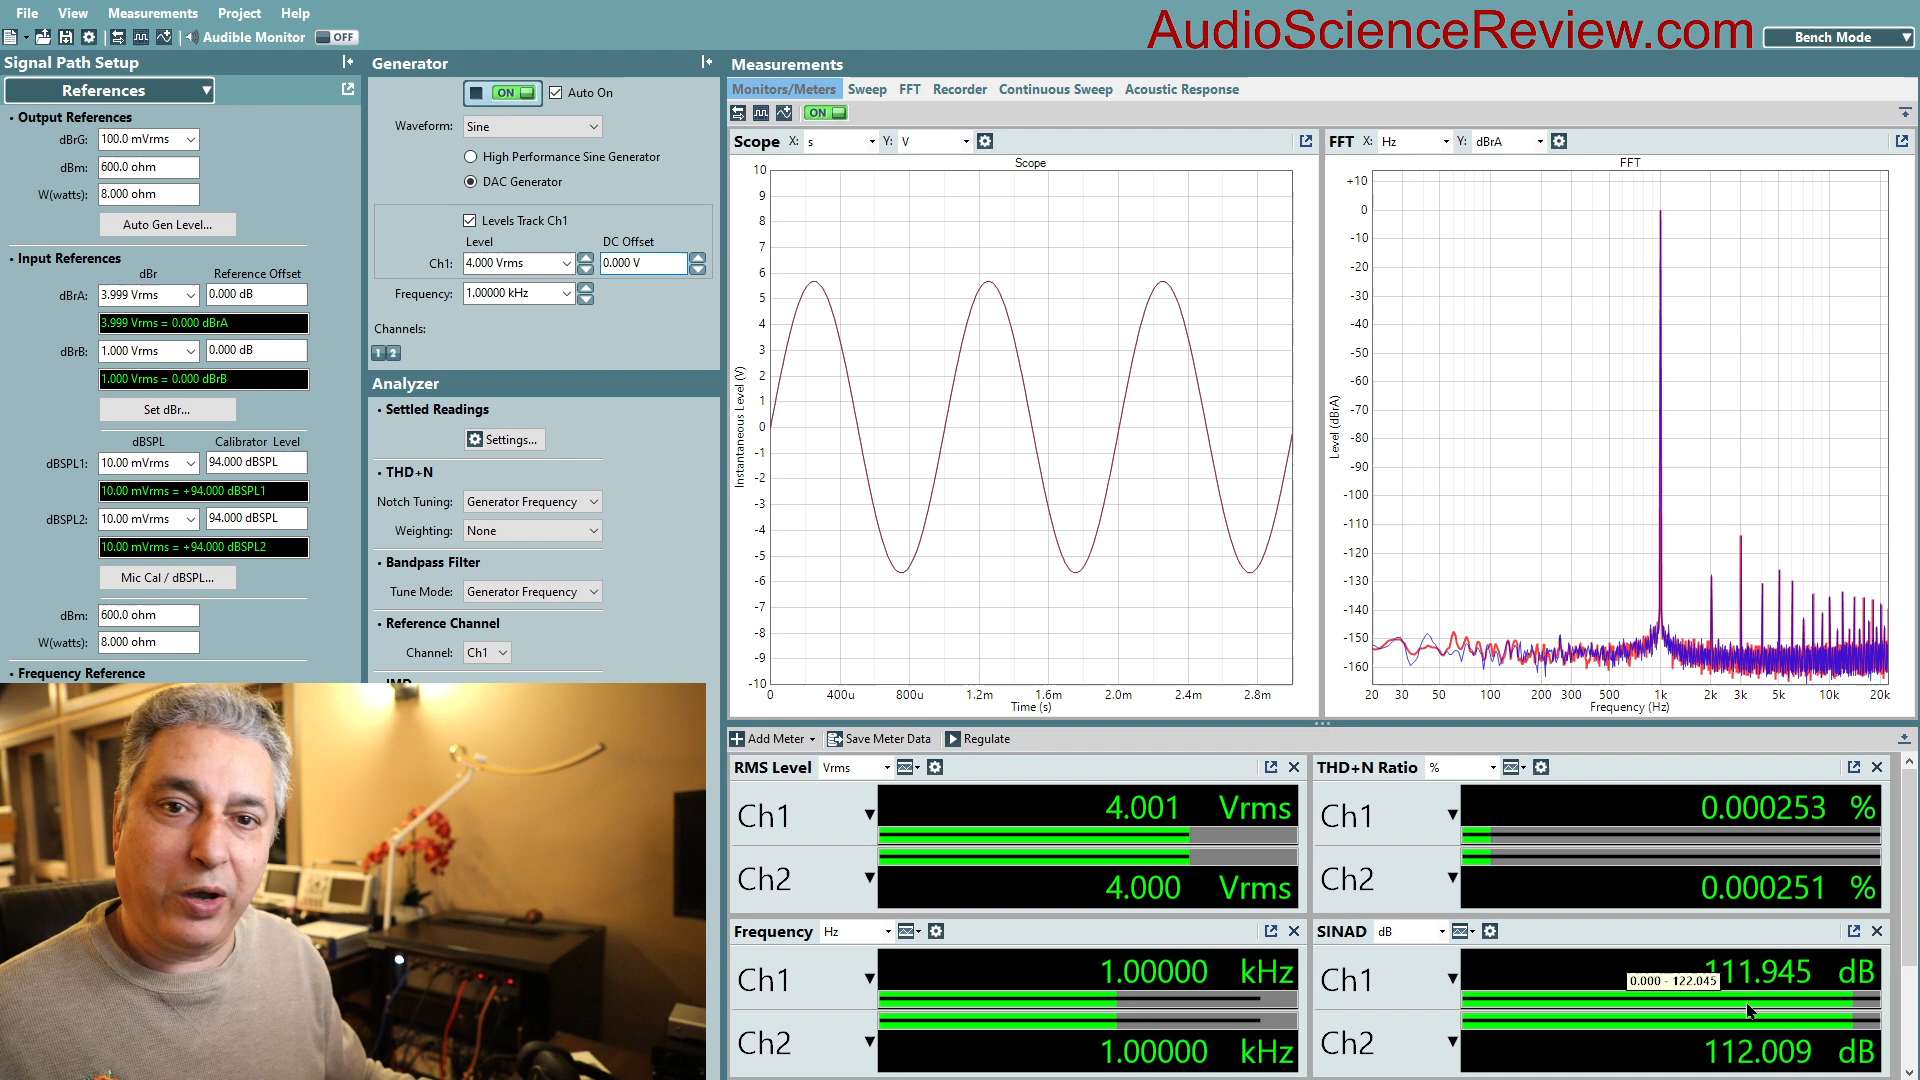 File View Measurements Project Help
AudioScienceReview.com
Bench Mode
Audible Monitor OFF
Signal Path Setup
References
Output References
dBrG: 100.0 mVrms
dBm: 600.0 ohm
W(watts): 8.000 ohm
Auto Gen Level...
Input References
dBr Reference Offset
dBrA: 3.999 Vrms 0.000 dB
3.999 Vrms = 0.000 dBrA
dBrB: 1.000 Vrms 0.000 dB
1.000 Vrms = 0.000 dBrB
Set dBr...
dBSPL Calibrator Level
dBSPL1: 10.00 mVrms 94.000 dBSPL
10.00 mVrms = +94.000 dBSPL1
dBSPL2: 10.00 mVrms 94.000 dBSPL
10.00 mVrms = +94.000 dBSPL2
Mic Cal / dBSPL...
dBm: 600.0 ohm
W(watts): 8.000 ohm
Frequency Reference
Generator
ON Auto On
Waveform: Sine
High Performance Sine Generator
DAC Generator
Levels Track Ch1
Level DC Offset
Ch1: 4.000 Vrms 0.000 V
Frequency: 1.00000 kHz
Channels:
1 2
Analyzer
Settled Readings
Settings...
THD+N
Notch Tuning: Generator Frequency
Weighting: None
Bandpass Filter
Tune Mode: Generator Frequency
Reference Channel
Channel: Ch1
IMD
Measurements
Monitors/Meters Sweep FFT Recorder Continuous Sweep Acoustic Response
ON
Scope X: s Y: V
Scope
10
9
8
7
6
5
4
3
2
1
0
-1
-2
-3
-4
-5
-6
-7
-8
-9
-10
Instantaneous Level (V)
0 400u 800u 1.2m 1.6m 2.0m 2.4m 2.8m
Time (s)
FFT X: Hz Y: dBrA
FFT
+10
0
-10
-20
-30
-40
-50
-60
-70
-80
-90
-100
-110
-120
-130
-140
-150
-160
Level (dBrA)
20 30 50 100 200 300 500 1k 2k 3k 5k 10k 20k
Frequency (Hz)
Add Meter Save Meter Data Regulate
RMS Level Vrms
Ch1 4.001 Vrms
Ch2 4.000 Vrms
THD+N Ratio %
Ch1 0.000253 %
Ch2 0.000251 %
Frequency Hz
Ch1 1.00000 kHz
Ch2 1.00000 kHz
SINAD dB
Ch1 111.945 dB
0.000 - 122.045
Ch2 112.009 dB